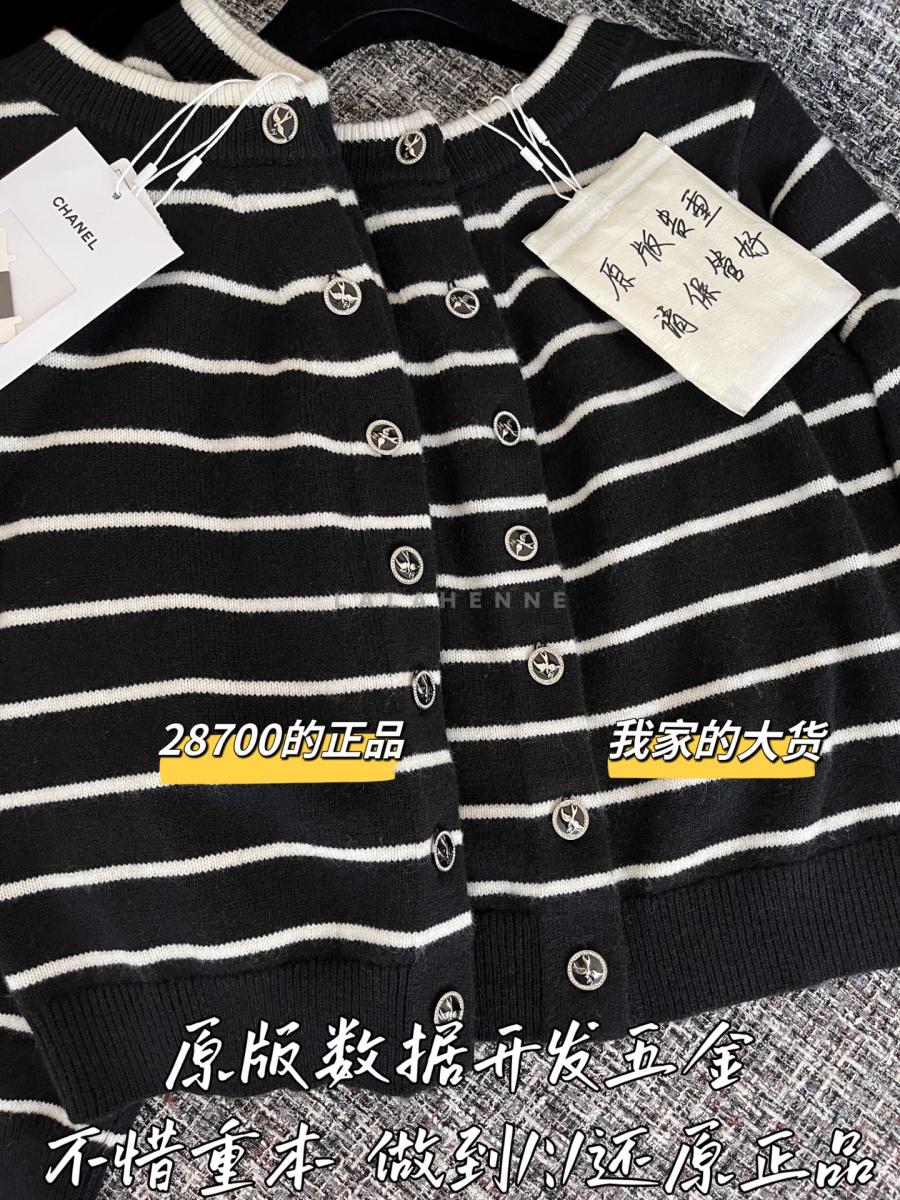 CHANEL
原版贵重
请保管好
LALAHENNE
28700的正品
我家的大货
原版数据开发五金
不惜重本 做到1:1还原正品